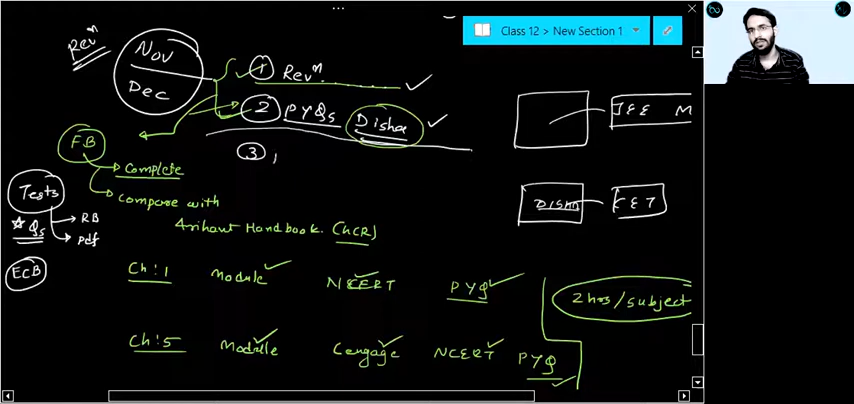 Class 12 > New Section 1
Revⁿ
Nov
Dec
1 Revⁿ.
2 PYQs Disha
3
JEE M
FB
Complete
Compare with
Arihant Handbook. (hCR)
DISHA
Tests
Qs
RB
pdf
ECB
Ch:1 Module NCERT PYQ
2 hrs/subject
Ch:5 Module Cengage NCERT PYQ